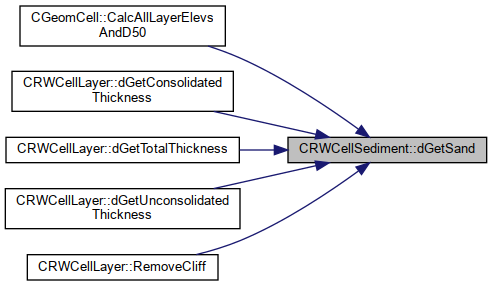 CGeomCell::CalcAllLayerElevs
AndD50
CRWCellLayer::dGetConsolidated
Thickness
CRWCellLayer::dGetTotalThickness
CRWCellSediment::dGetSand
CRWCellLayer::dGetUnconsolidated
Thickness
CRWCellLayer::RemoveCliff